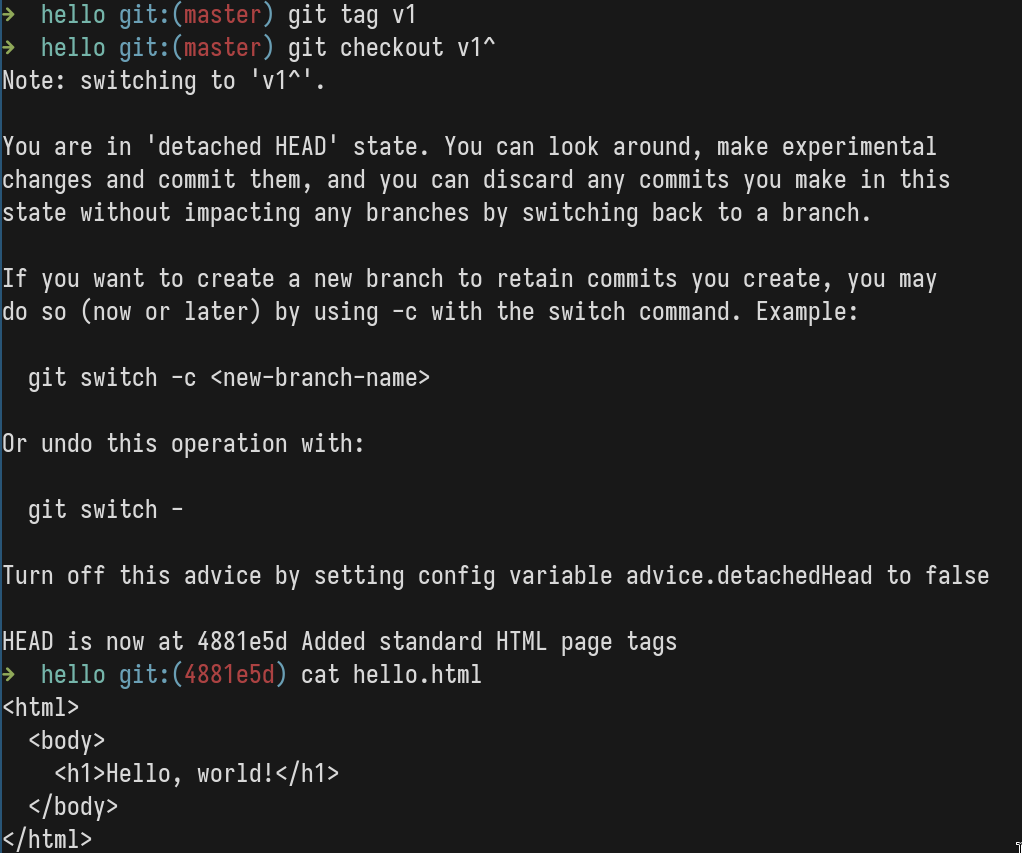 ➜  hello git:(master) git tag v1
➜  hello git:(master) git checkout v1^
Note: switching to 'v1^'.

You are in 'detached HEAD' state. You can look around, make experimental
changes and commit them, and you can discard any commits you make in this
state without impacting any branches by switching back to a branch.

If you want to create a new branch to retain commits you create, you may
do so (now or later) by using -c with the switch command. Example:

  git switch -c <new-branch-name>

Or undo this operation with:

  git switch -

Turn off this advice by setting config variable advice.detachedHead to false

HEAD is now at 4881e5d Added standard HTML page tags
➜  hello git:(4881e5d) cat hello.html
<html>
  <body>
    <h1>Hello, world!</h1>
  </body>
</html>